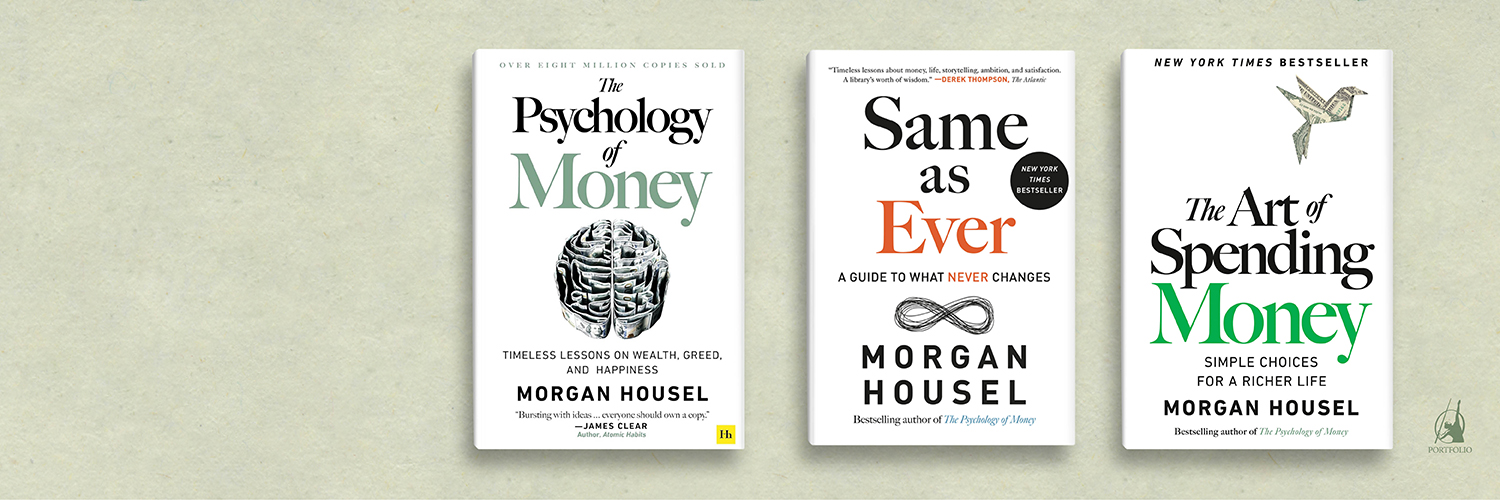 OVER EIGHT MILLION COPIES SOLD
The
Psychology
of
Money
TIMELESS LESSONS ON WEALTH, GREED,
AND HAPPINESS
MORGAN HOUSEL
"Bursting with ideas ... everyone should own a copy."
—JAMES CLEAR
Author, Atomic Habits
hh
"Timeless lessons about money, life, storytelling, ambition, and satisfaction.
A library's worth of wisdom." —DEREK THOMPSON, The Atlantic
Same
as
Ever
NEW YORK
TIMES
BESTSELLER
A GUIDE TO WHAT NEVER CHANGES
MORGAN
HOUSEL
Bestselling author of The Psychology of Money
NEW YORK TIMES BESTSELLER
The Art of
Spending
Money
SIMPLE CHOICES
FOR A RICHER LIFE
MORGAN HOUSEL
Bestselling author of The Psychology of Money
PORTFOLIO